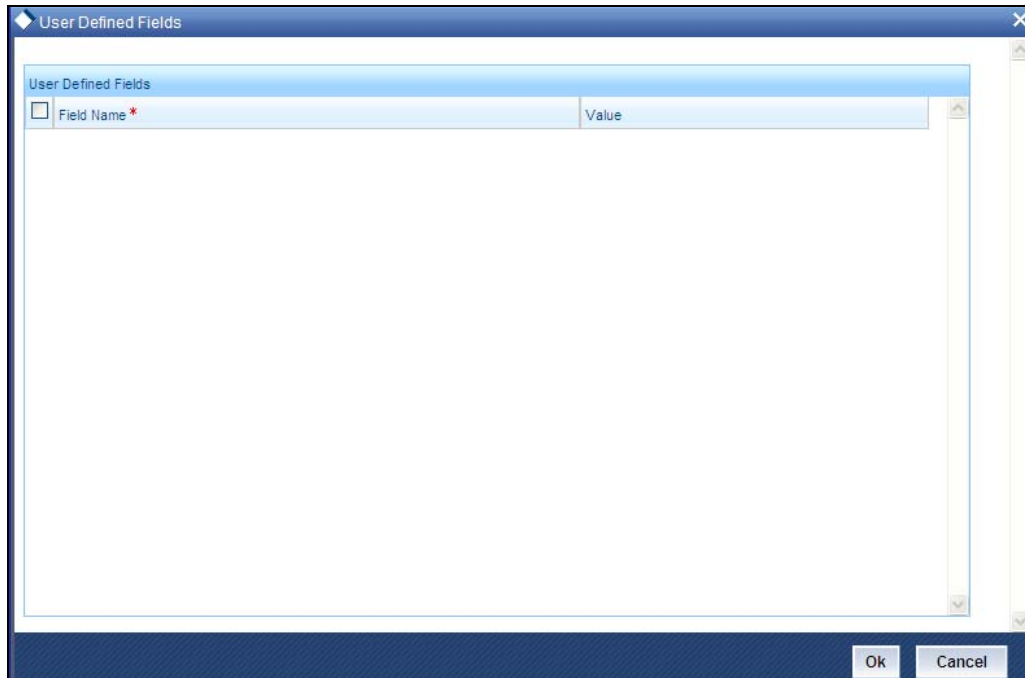 User Defined Fields
User Defined Fields
Field Name * Value
Ok Cancel